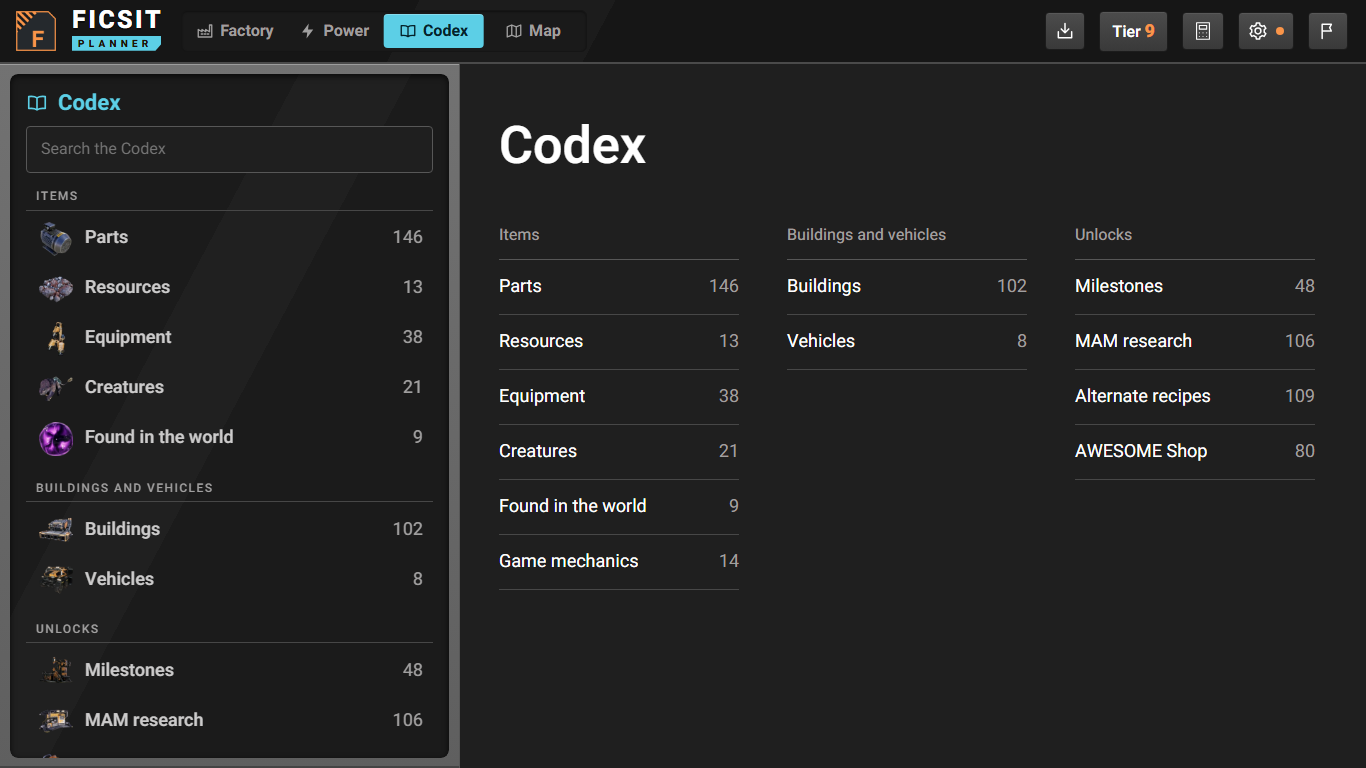 FICSIT
PLANNER
F
Factory
Power
Codex
Map
Tier 9
Codex
Search the Codex
ITEMS
Parts 146
Resources 13
Equipment 38
Creatures 21
Found in the world 9
BUILDINGS AND VEHICLES
Buildings 102
Vehicles 8
UNLOCKS
Milestones 48
MAM research 106
Codex
Items
Parts 146
Resources 13
Equipment 38
Creatures 21
Found in the world 9
Game mechanics 14
Buildings and vehicles
Buildings 102
Vehicles 8
Unlocks
Milestones 48
MAM research 106
Alternate recipes 109
AWESOME Shop 80